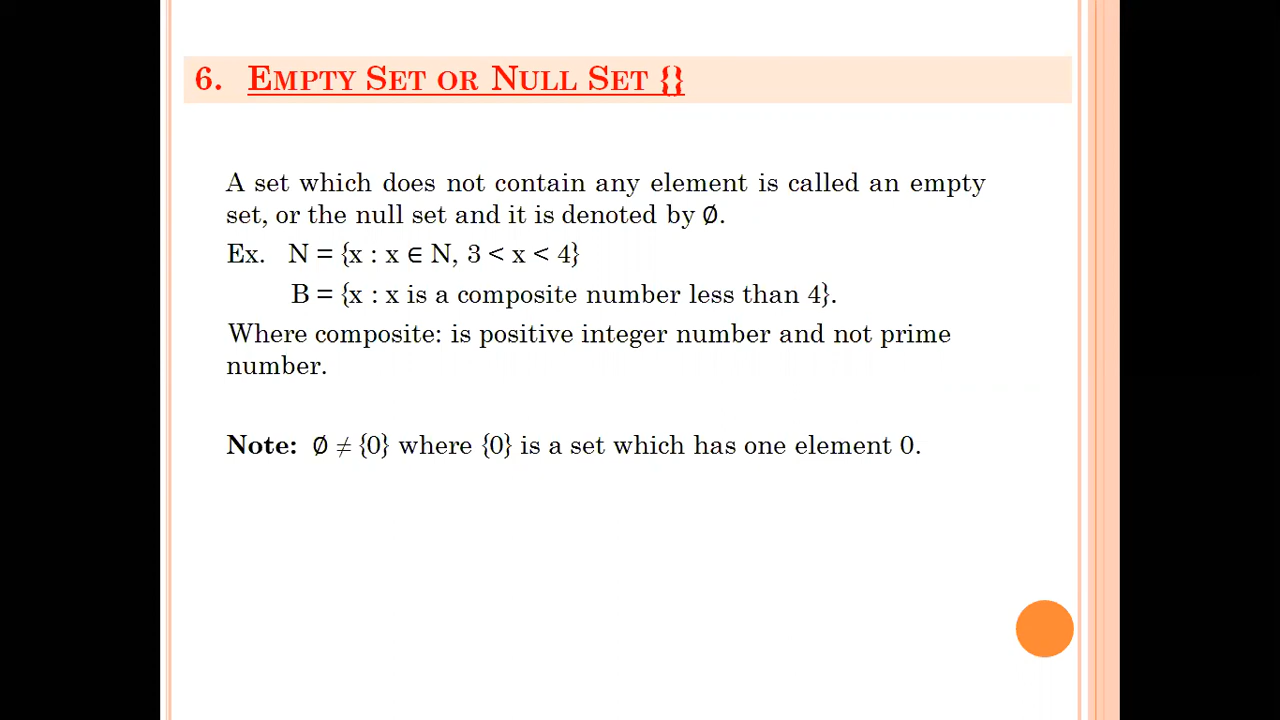 6. EMPTY SET OR NULL SET {}
A set which does not contain any element is called an empty
set, or the null set and it is denoted by ∅.
Ex. N = {x : x ∈ N, 3 < x < 4}
B = {x : x is a composite number less than 4}.
Where composite: is positive integer number and not prime
number.
Note: ∅ ≠ {0} where {0} is a set which has one element 0.